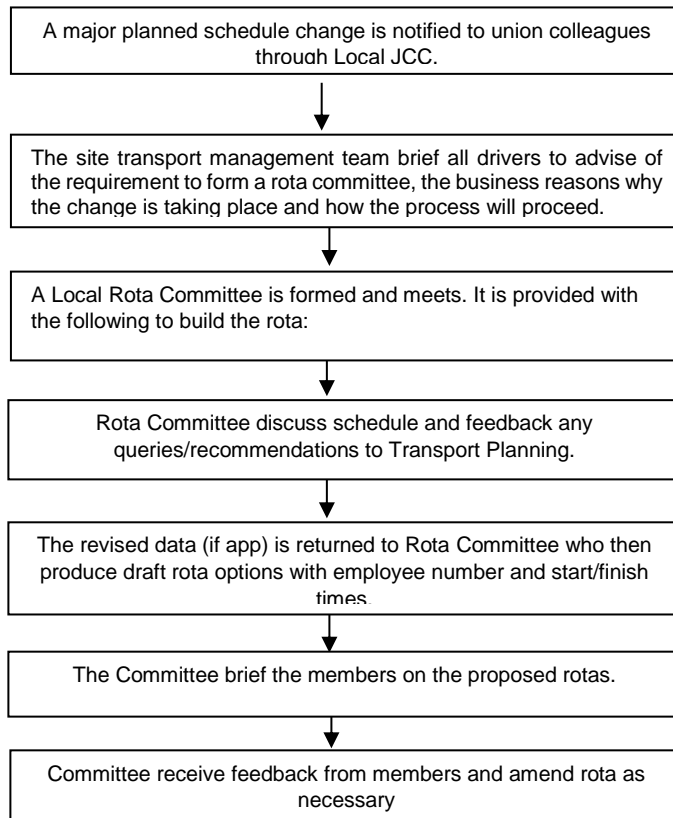 A major planned schedule change is notified to union colleagues
through Local JCC.
The site transport management team brief all drivers to advise of
the requirement to form a rota committee, the business reasons why
the change is taking place and how the process will proceed.
A Local Rota Committee is formed and meets. It is provided with
the following to build the rota:
Rota Committee discuss schedule and feedback any
queries/recommendations to Transport Planning.
The revised data (if app) is returned to Rota Committee who then
produce draft rota options with employee number and start/finish
times.
The Committee brief the members on the proposed rotas.
Committee receive feedback from members and amend rota as
necessary